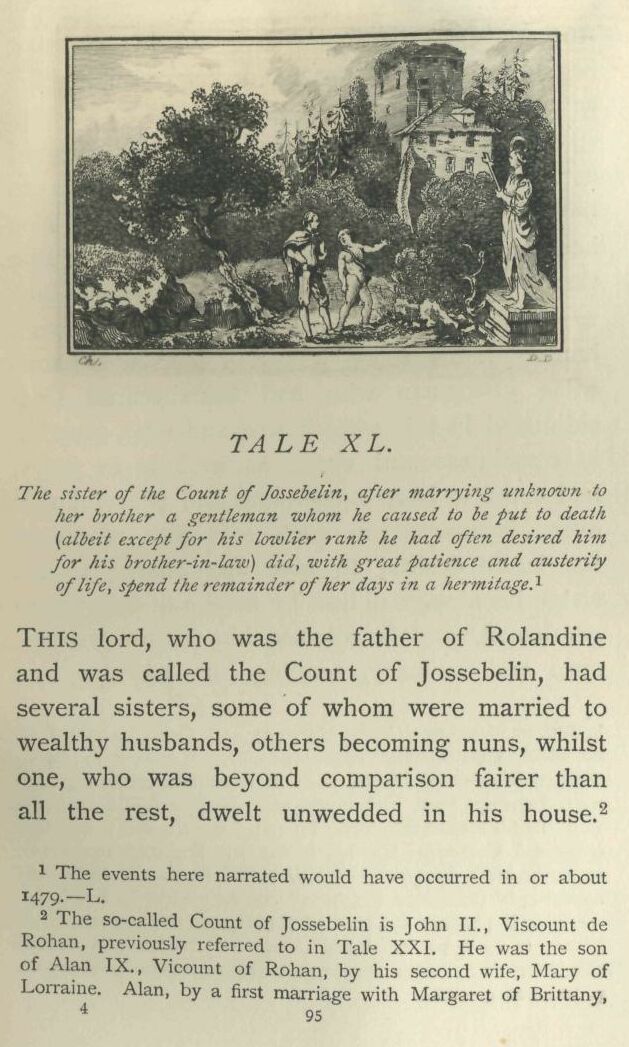 Ch.
D. D
TALE XL.
The sister of the Count of Jossebelin, after marrying unknown to
her brother a gentleman whom he caused to be put to death
(albeit except for his lowlier rank he had often desired him
for his brother-in-law) did, with great patience and austerity
of life, spend the remainder of her days in a hermitage.¹
THIS lord, who was the father of Rolandine
and was called the Count of Jossebelin, had
several sisters, some of whom were married to
wealthy husbands, others becoming nuns, whilst
one, who was beyond comparison fairer than
all the rest, dwelt unwedded in his house.²
¹ The events here narrated would have occurred in or about
1479.—L.
² The so-called Count of Jossebelin is John II., Viscount de
Rohan, previously referred to in Tale XXI. He was the son
of Alan IX., Vicount of Rohan, by his second wife, Mary of
Lorraine. Alan, by a first marriage with Margaret of Brittany,
4
95